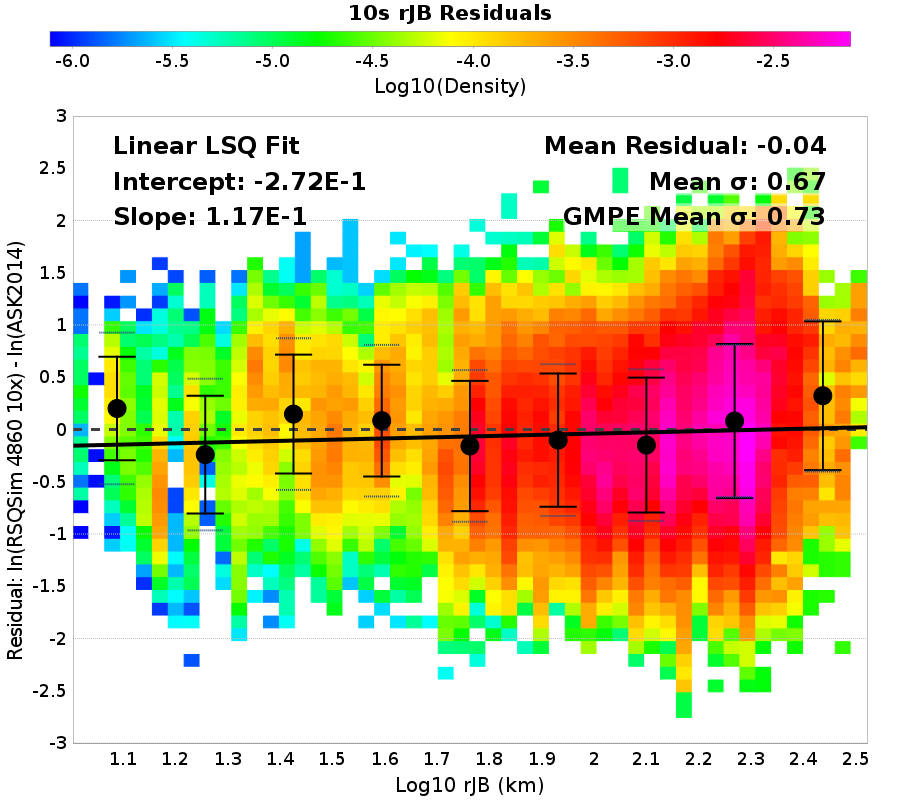 10s rJB Residuals
-6.0 -5.5 -5.0 -4.5 -4.0 -3.5 -3.0 -2.5
Log10(Density)
Linear LSQ Fit
Intercept: -2.72E-1
Slope: 1.17E-1
Mean Residual: -0.04
Mean σ: 0.67
GMPE Mean σ: 0.73
Residual: ln(RSQSim 4860 10x) - ln(ASK2014)
3
2.5
2
1.5
1
0.5
0
-0.5
-1
-1.5
-2
-2.5
-3
1.1 1.2 1.3 1.4 1.5 1.6 1.7 1.8 1.9 2 2.1 2.2 2.3 2.4 2.5
Log10 rJB (km)